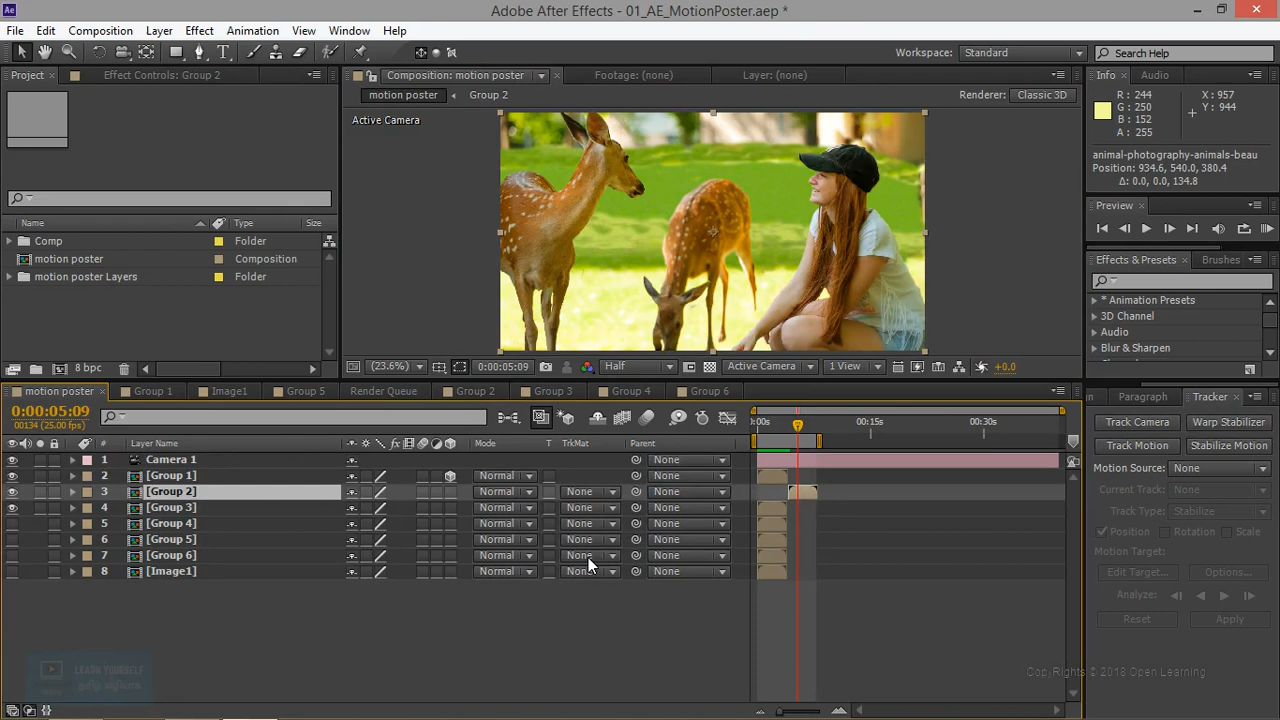 Ae
Adobe After Effects - 01_AE_MotionPoster.aep *
File Edit Composition Layer Effect Animation View Window Help
Workspace: Standard
Search Help
Project Effect Controls: Group 2
Composition: motion poster Footage: (none) Layer: (none)
Info Audio
motion poster Group 2
Renderer: Classic 3D
Active Camera
R : 244
G : 250
B : 152
A : 255
X : 957
Y : 944
animal-photography-animals-beau
Position: 934.6, 540.0, 380.4
Δ: 0.0, 0.0, 134.8
Preview
Name Type Size
Comp Folder
motion poster Composition
motion poster Layers Folder
Effects & Presets Brushes
* Animation Presets
3D Channel
Audio
Blur & Sharpen
8 bpc
(23.6%) 0:00:05:09 Half Active Camera 1 View +0.0
motion poster Group 1 Image1 Group 5 Render Queue Group 2 Group 3 Group 4 Group 6
Paragraph Tracker
0:00:05:09
00134 (25.00 fps)
:00s 00:15s 00:30s
Track Camera Warp Stabilizer
Track Motion Stabilize Motion
Motion Source: None
Current Track: None
Track Type: Stabilize
Position Rotation Scale
Motion Target:
Edit Target... Options...
Analyze:
Reset Apply
# Layer Name fx Mode T TrkMat Parent
1 Camera 1 None
2 [Group 1] Normal None
3 [Group 2] Normal None None
4 [Group 3] Normal None None
5 [Group 4] Normal None None
6 [Group 5] Normal None None
7 [Group 6] Normal None None
8 [Image1] Normal None None
LEARN YOURSELF
Copy Rights © 2018 Open Learning